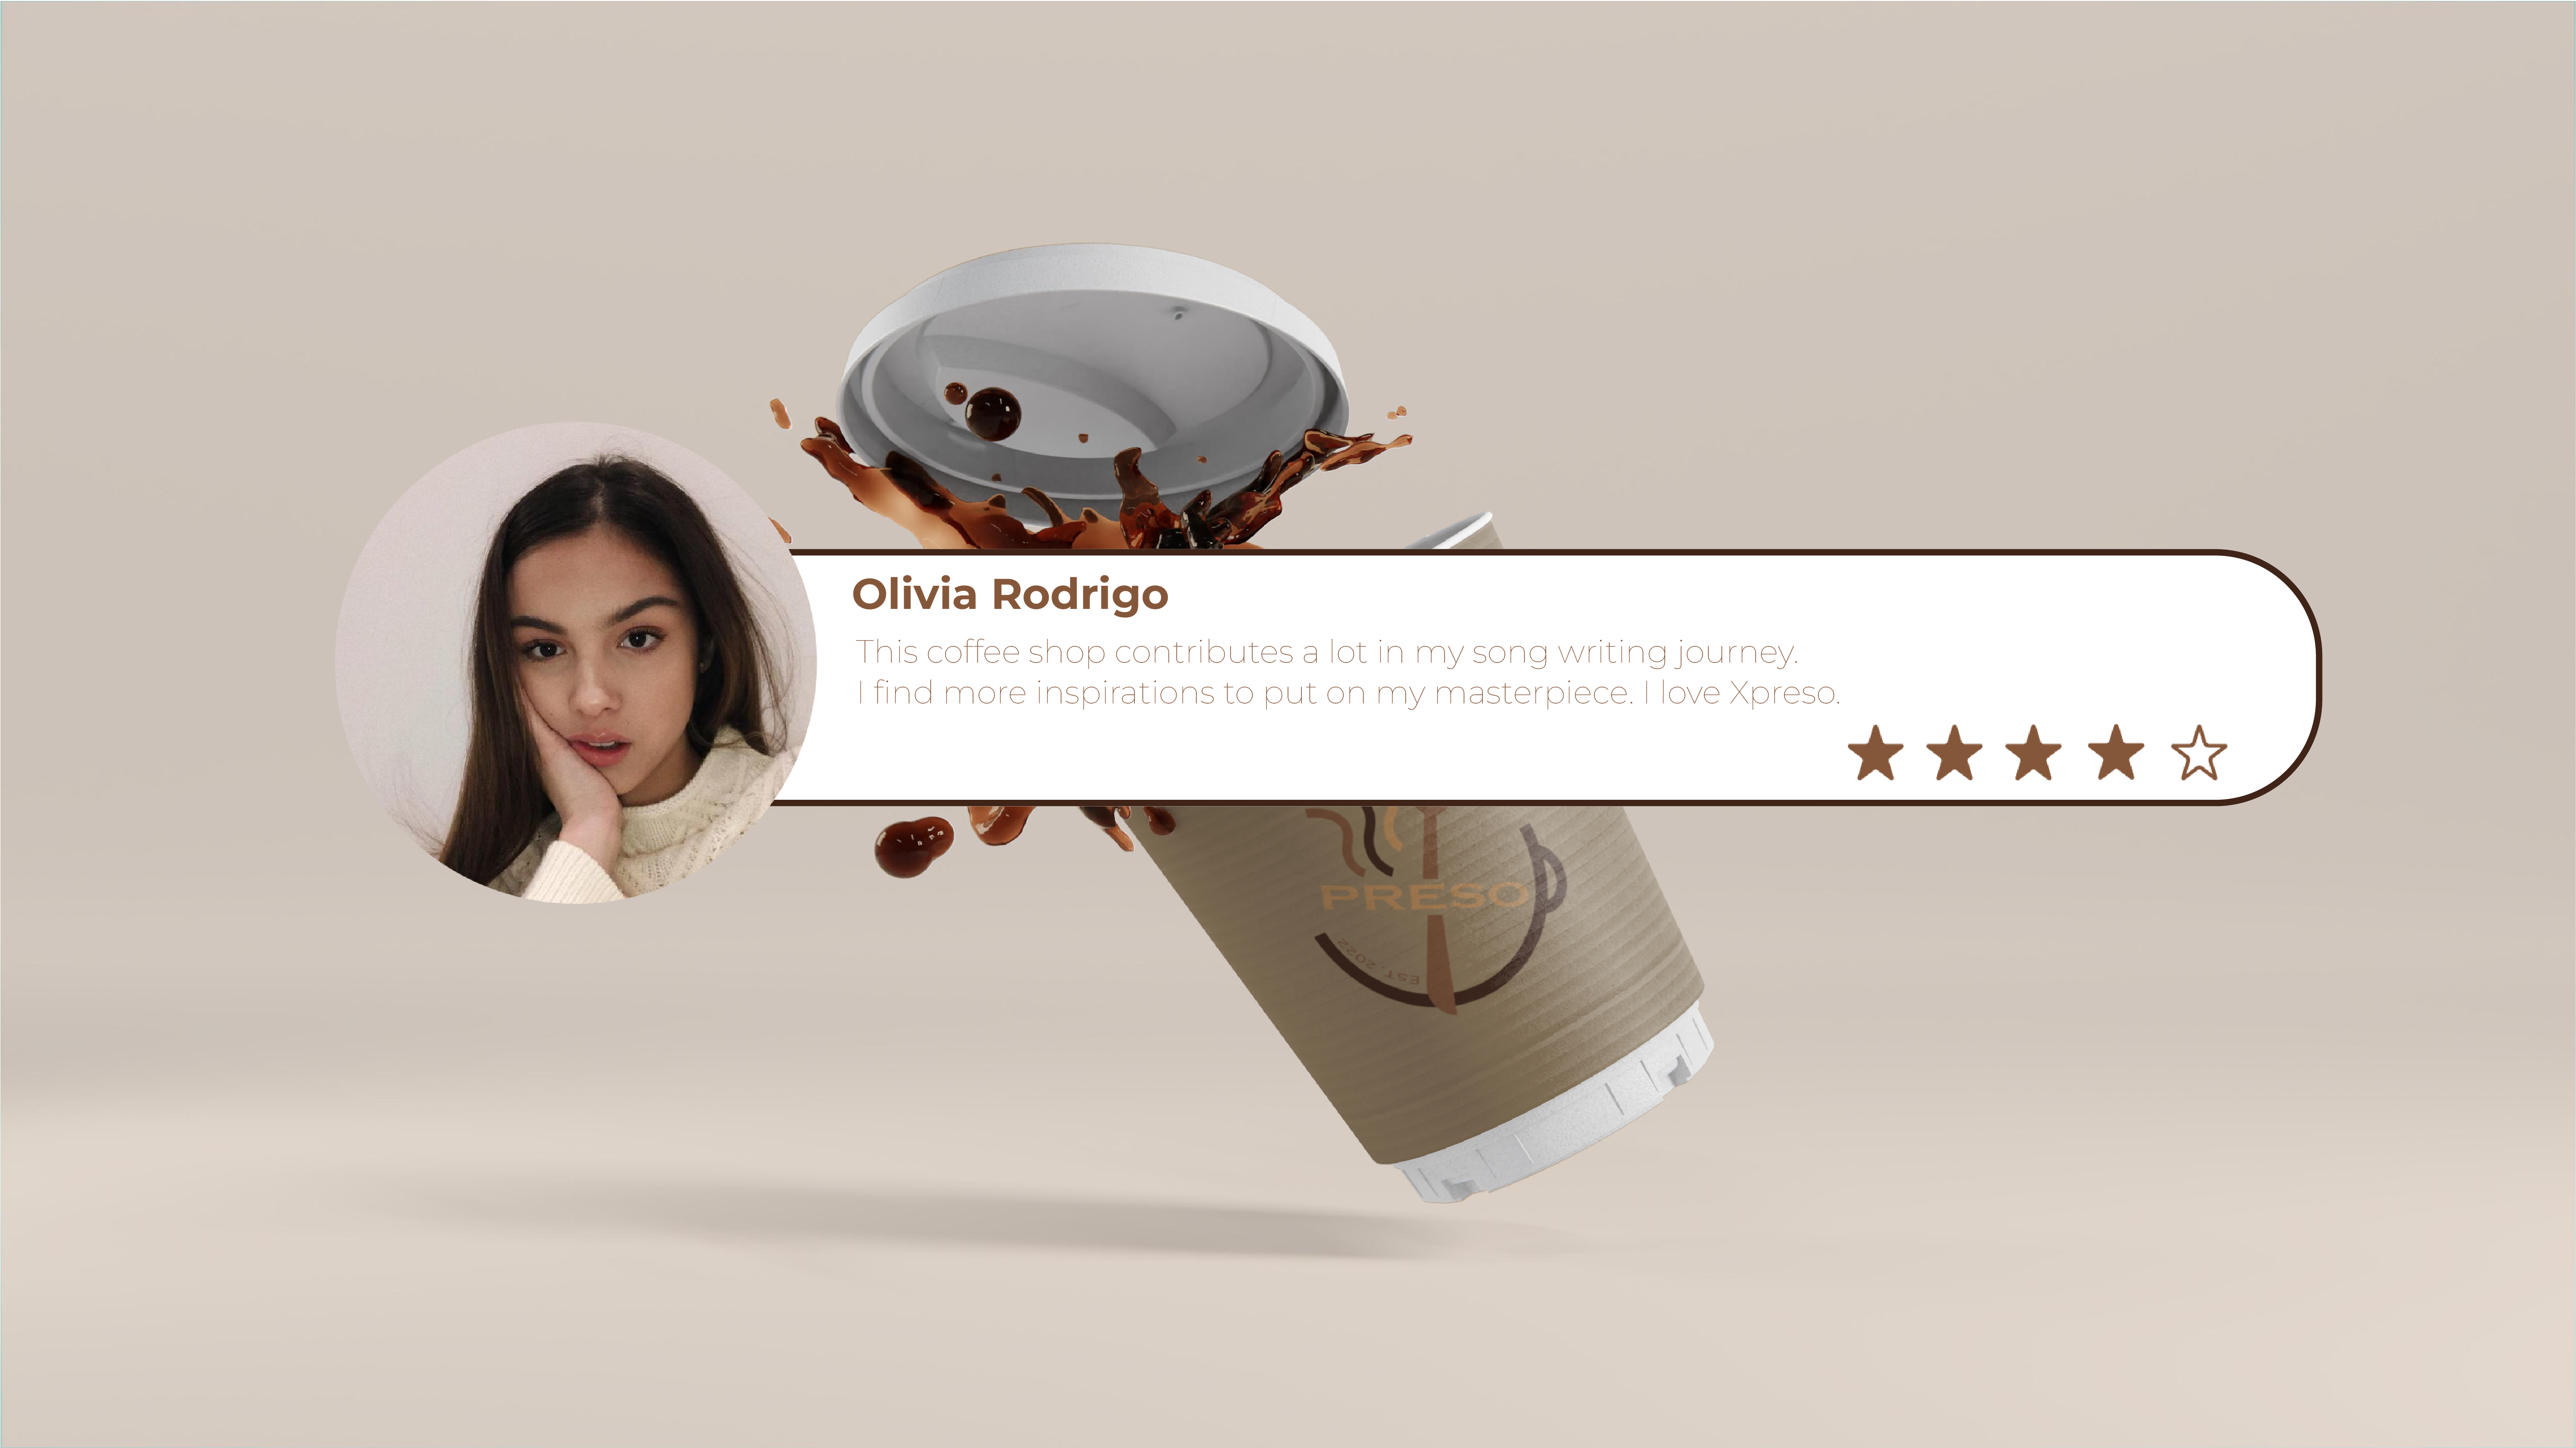 Olivia Rodrigo
This coffee shop contributes a lot in my song writing journey.
I find more inspirations to put on my masterpiece. I love Xpreso.
PRESO
EST. 2022